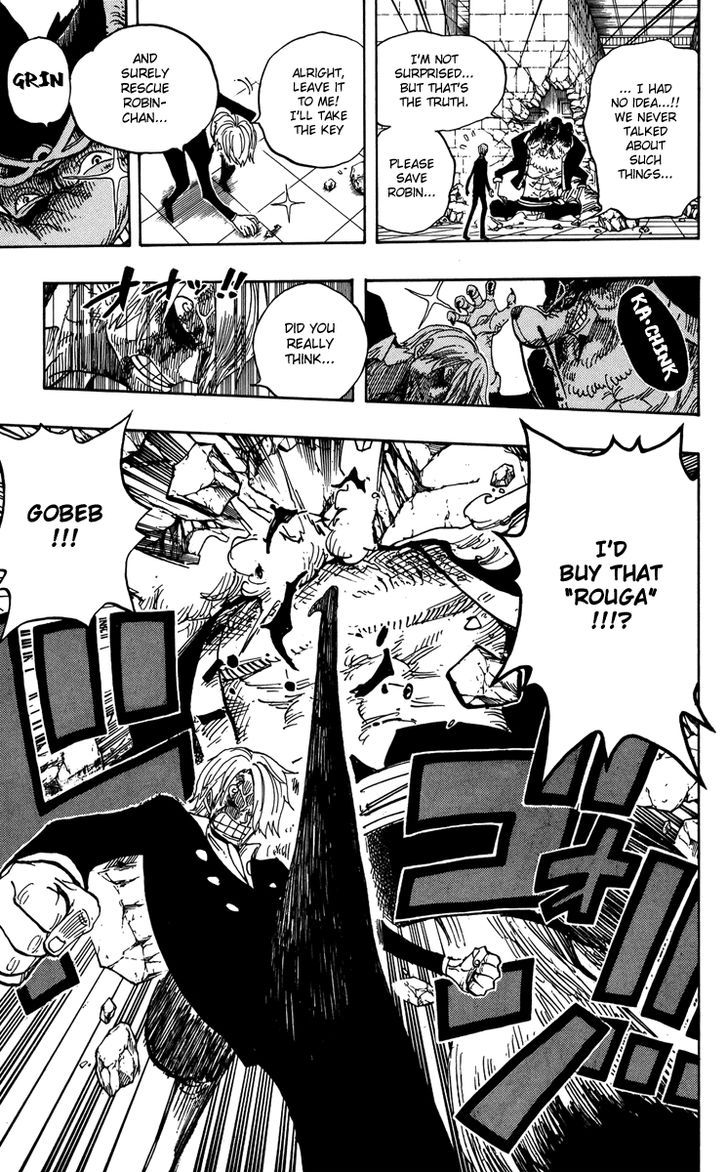 ... I HAD
NO IDEA...!!
WE NEVER
TALKED
ABOUT
SUCH
THINGS...
I'M NOT
SURPRISED...
BUT THAT'S
THE TRUTH.
PLEASE
SAVE
ROBIN...
ALRIGHT,
LEAVE IT
TO ME!
I'LL TAKE
THE KEY
AND
SURELY
RESCUE
ROBIN-
CHAN...
GRIN
KA-CHINK
DID YOU
REALLY
THINK...
I'D
BUY THAT
"ROUGA"
!!!?
GOBEB
!!!